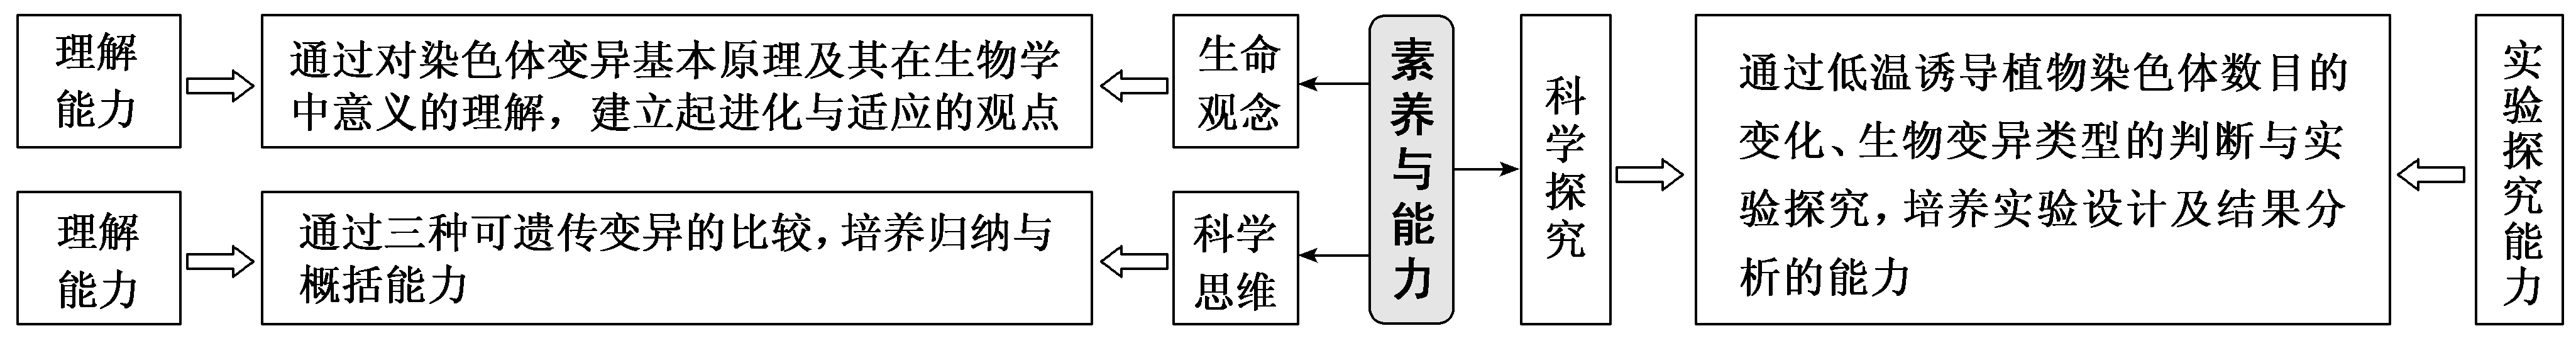 理解
能力
通过对染色体变异基本原理及其在生物学
中意义的理解，建立起进化与适应的观点
生命
观念
理解
能力
通过三种可遗传变异的比较，培养归纳与
概括能力
科学
思维
素养与能力
科学探究
通过低温诱导植物染色体数目的
变化、生物变异类型的判断与实
验探究，培养实验设计及结果分
析的能力
实验探究能力